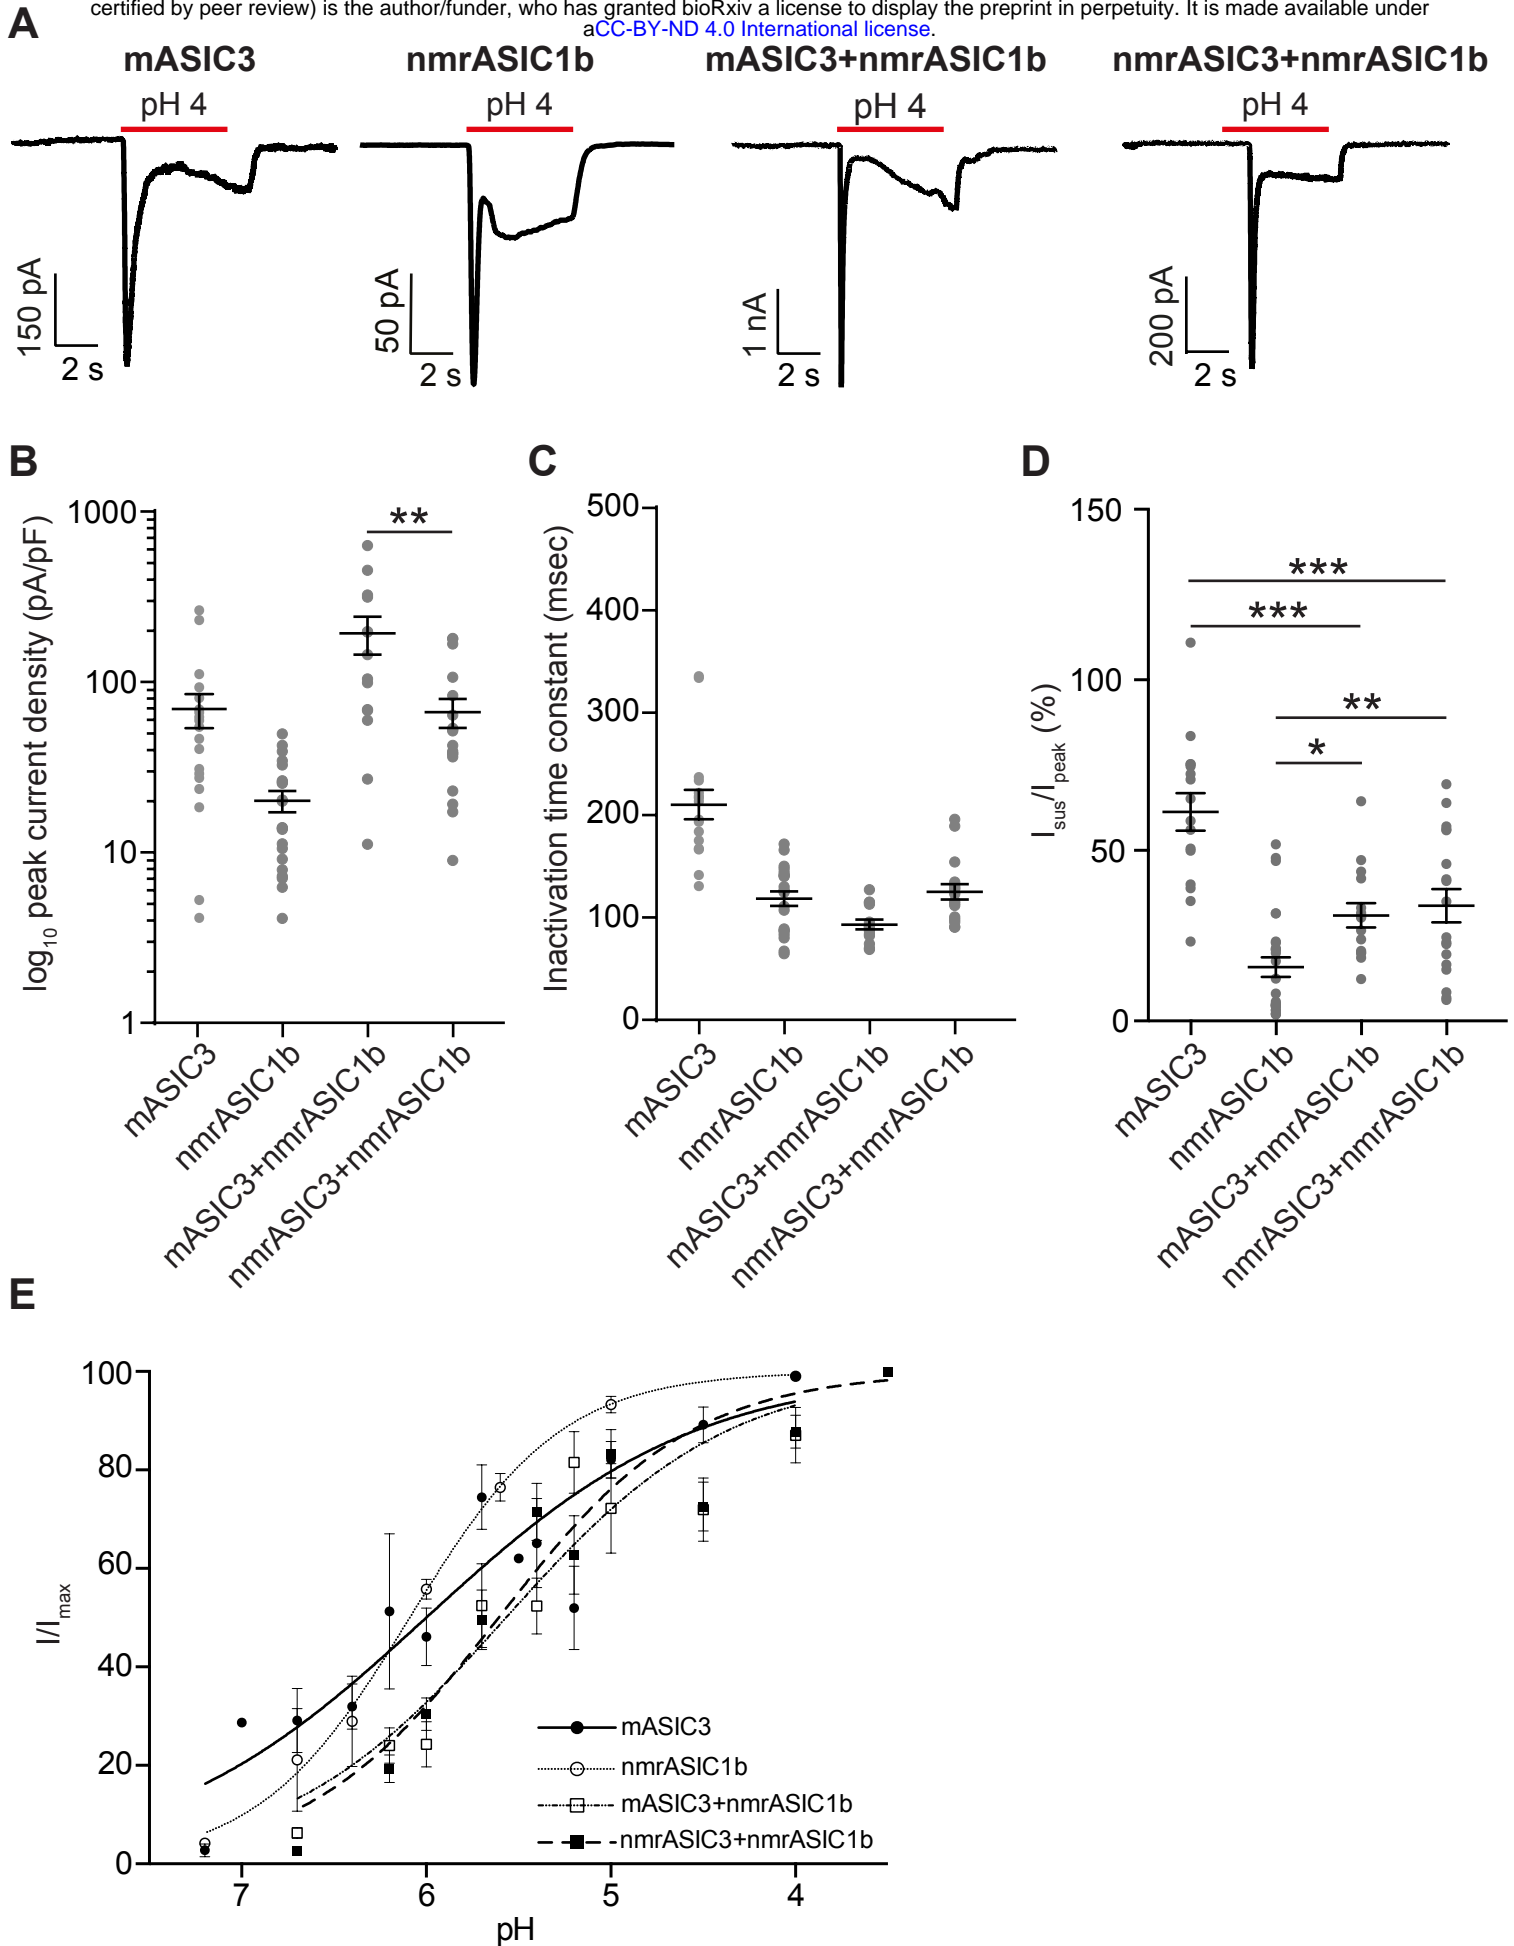 certified by peer review) is the author/funder, who has granted bioRxiv a license to display the preprint in perpetuity. It is made available under
aCC-BY-ND 4.0 International license.
A
mASIC3 nmrASIC1b mASIC3+nmrASIC1b nmrASIC3+nmrASIC1b
pH 4 pH 4 pH 4 pH 4
150 pA 50 pA 1 nA 200 pA
2 s 2 s 2 s 2 s
B
log10 peak current density (pA/pF)
1000
100
10
1
**
mASIC3
nmrASIC1b
mASIC3+nmrASIC1b
nmrASIC3+nmrASIC1b
C
Inactivation time constant (msec)
500
400
300
200
100
0
mASIC3
nmrASIC1b
mASIC3+nmrASIC1b
nmrASIC3+nmrASIC1b
D
Isus/Ipeak (%)
150
100
50
0
***
***
**
*
mASIC3
nmrASIC1b
mASIC3+nmrASIC1b
nmrASIC3+nmrASIC1b
E
I/Imax
100
80
60
40
20
0
mASIC3
nmrASIC1b
mASIC3+nmrASIC1b
nmrASIC3+nmrASIC1b
7 6 5 4
pH